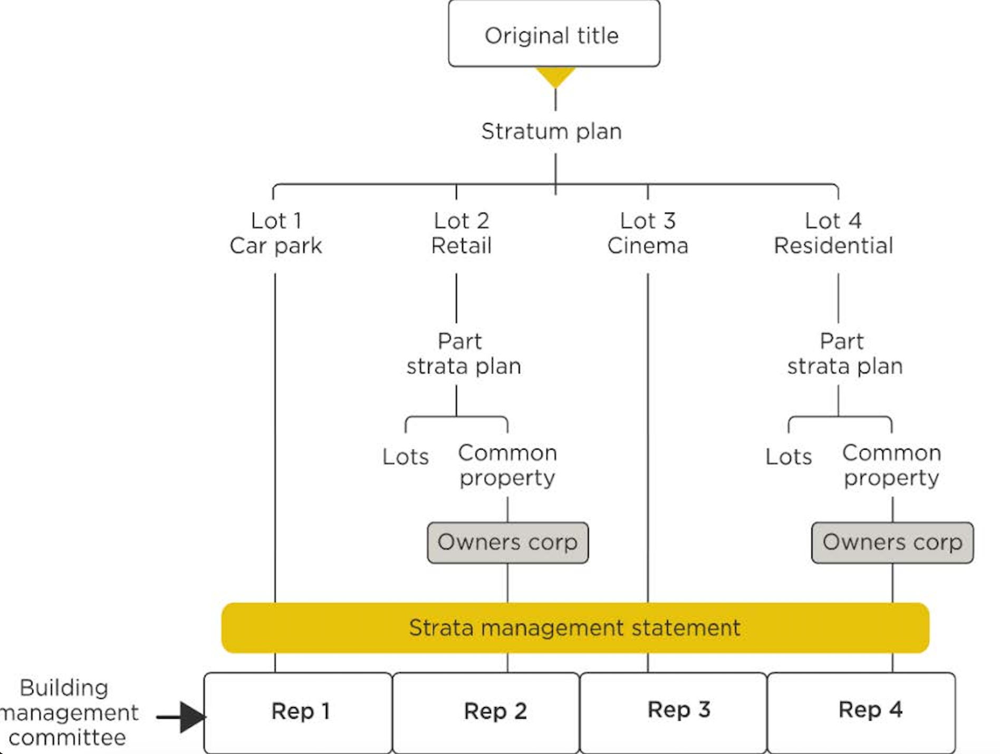 Original title
Stratum plan
Lot 1
Car park
Lot 2
Retail
Lot 3
Cinema
Lot 4
Residential
Part
strata plan
Part
strata plan
Lots
Common
property
Lots
Common
property
Owners corp
Owners corp
Strata management statement
Building
management
committee
Rep 1
Rep 2
Rep 3
Rep 4